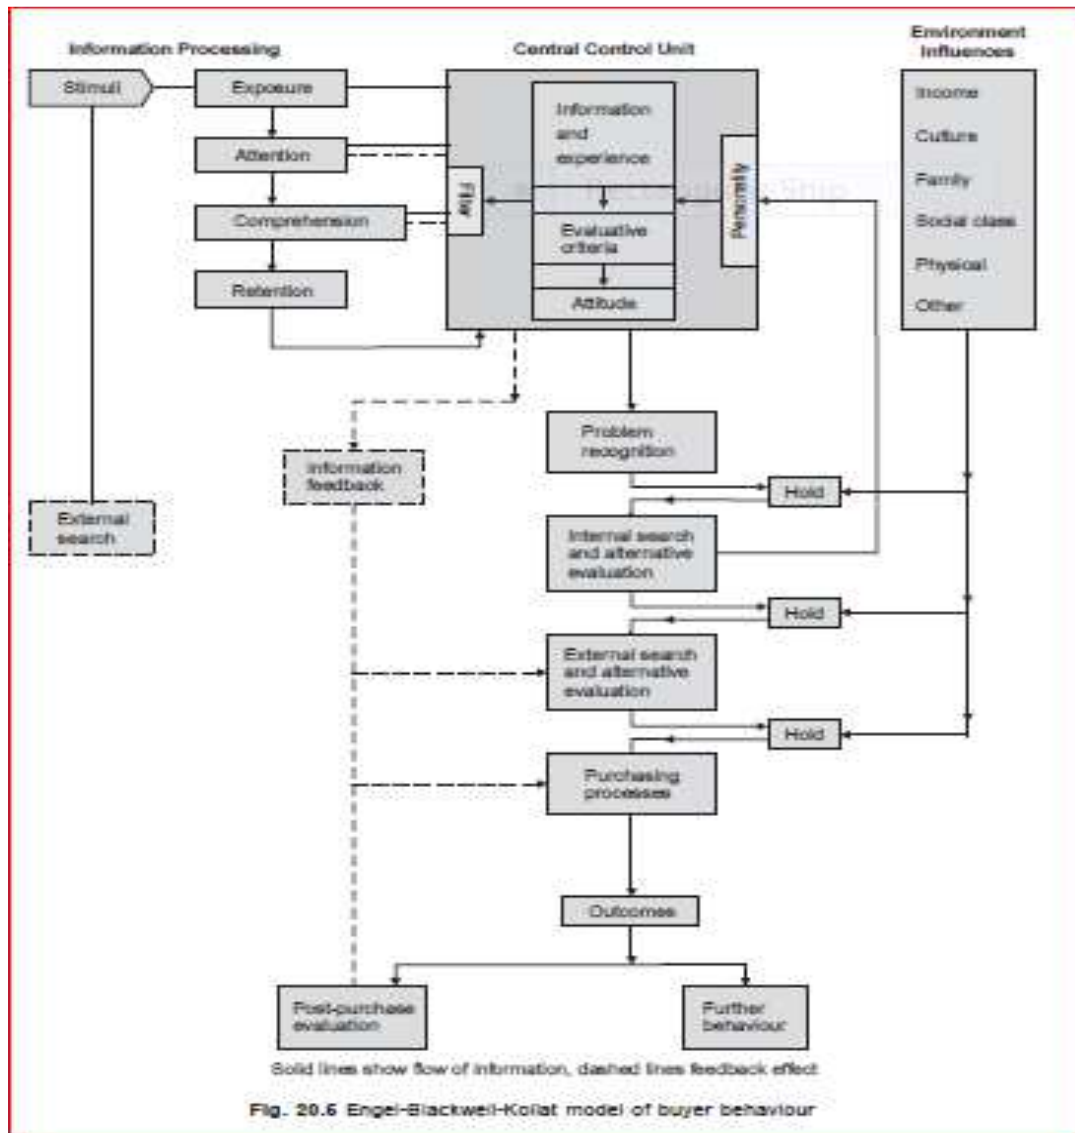 Information Processing
Central Control Unit
Environment
Influences
Stimuli
Exposure
Attention
Comprehension
Retention
Filter
Information
and
experience
Evaluative
criteria
Attitude
Personality
Income
Culture
Family
Social class
Physical
Other
Rectangular Ship
Problem
recognition
Hold
Information
feedback
External
search
Internal search
and alternative
evaluation
Hold
External search
and alternative
evaluation
Hold
Purchasing
processes
Outcomes
Post-purchase
evaluation
Further
behaviour
Solid lines show flow of information, dashed lines feedback effect
Fig. 20.6 Engel-Blackwell-Kollat model of buyer behaviour